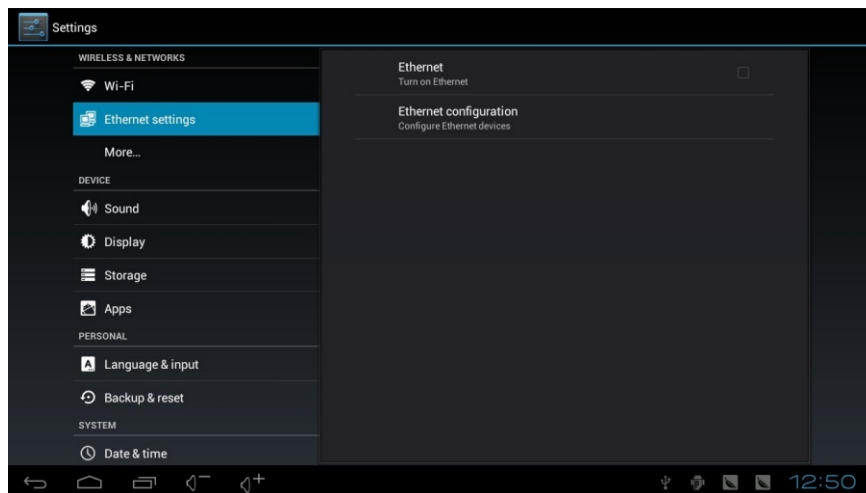 Settings
WIRELESS & NETWORKS
Wi-Fi
Ethernet settings
More...
DEVICE
Sound
Display
Storage
Apps
PERSONAL
Language & input
Backup & reset
SYSTEM
Date & time
Ethernet
Turn on Ethernet
Ethernet configuration
Configure Ethernet devices
12:50